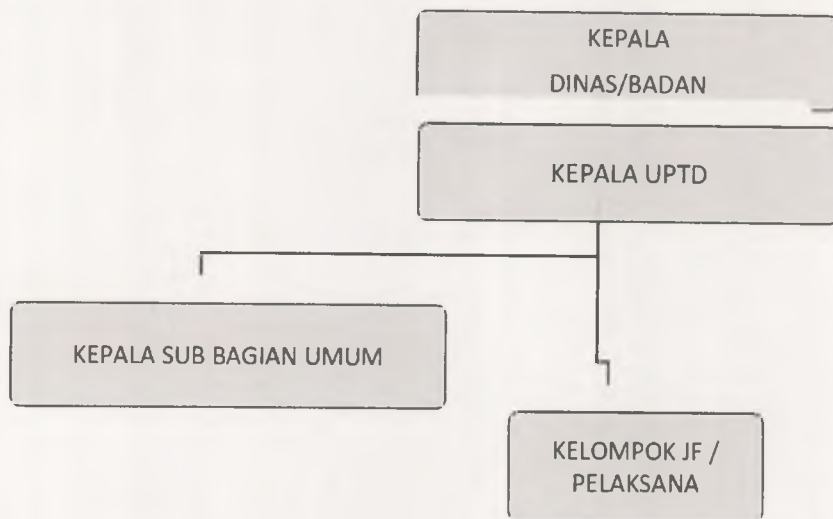 KEPALA
DINAS/BADAN
KEPALA UPTD
KEPALA SUB BAGIAN UMUM
KELOMPOK JF /
PELAKSANA